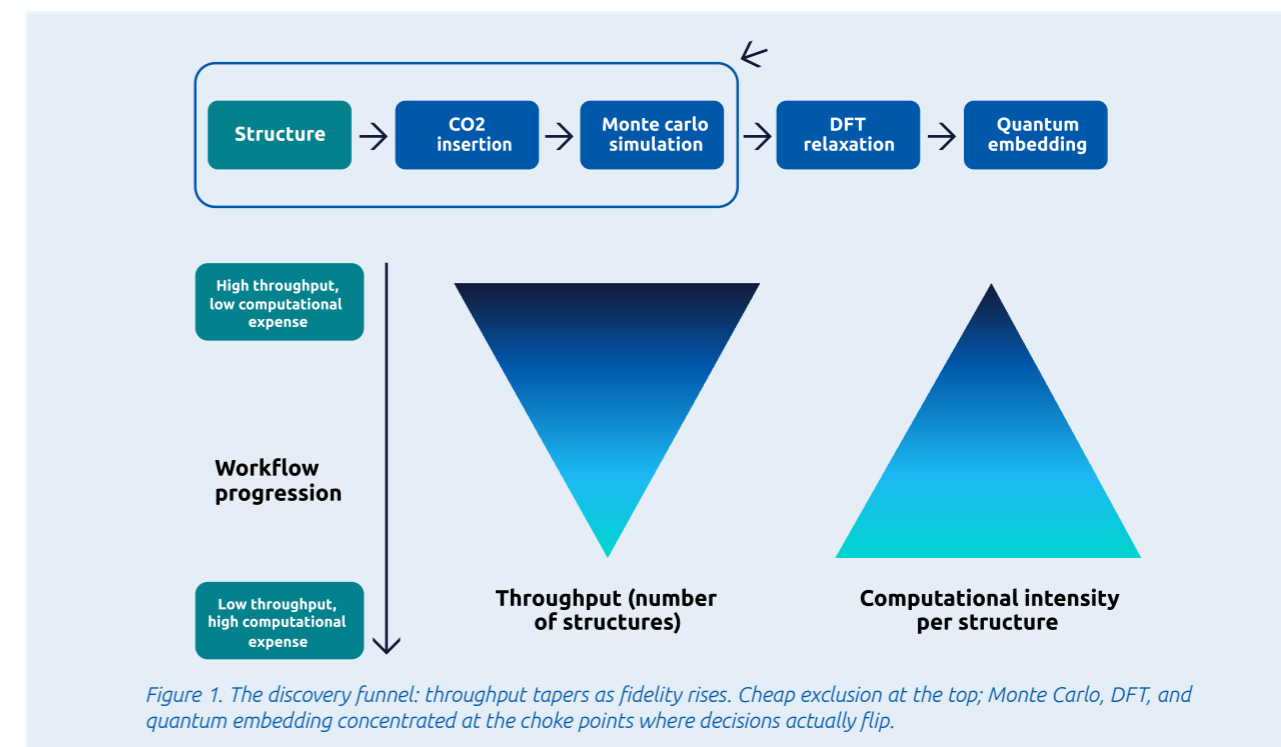 Structure
CO2
insertion
Monte carlo
simulation
DFT
relaxation
Quantum
embedding
High throughput,
low computational
expense
Workflow
progression
Low throughput,
high computational
expense
Throughput (number
of structures)
Computational intensity
per structure
Figure 1. The discovery funnel: throughput tapers as fidelity rises. Cheap exclusion at the top; Monte Carlo, DFT, and
quantum embedding concentrated at the choke points where decisions actually flip.